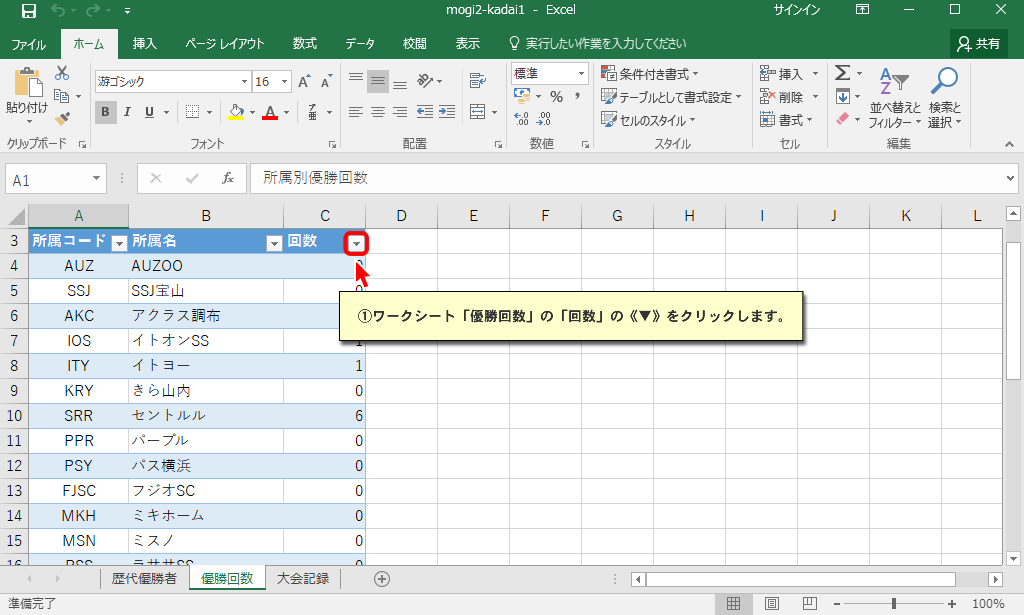 mogi2-kadai1 - Excel
サインイン
ファイル ホーム 挿入 ページ レイアウト 数式 データ 校閲 表示 実行したい作業を入力してください 共有
貼り付け
游ゴシック 16 A A
B I U A
標準
% ,
条件付き書式
テーブルとして書式設定
セルのスタイル
挿入
削除
書式
並べ替えと
フィルター
検索と
選択
クリップボード フォント 配置 数値 スタイル セル 編集
A1 fx 所属別優勝回数
A B C D E F G H I J K L
3 所属コード 所属名 回数
4 AUZ AUZOO
5 SSJ SSJ宝山 0
6 AKC アクラス調布
①ワークシート「優勝回数」の「回数」の《▼》をクリックします。
7 IOS イトオンSS 1
8 ITY イトヨー 1
9 KRY きら山内 0
10 SRR セントルル 6
11 PPR パープル 0
12 PSY パス横浜 0
13 FJSC フジオSC 0
14 MKH ミキホーム 0
15 MSN ミスノ 0
歴代優勝者 優勝回数 大会記録
準備完了 100%